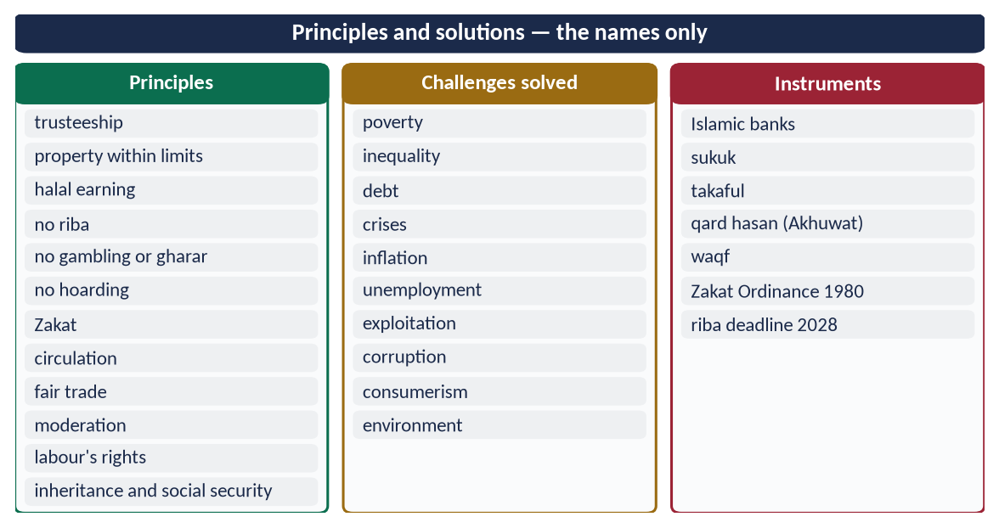 Principles and solutions — the names only
Principles
trusteeship
property within limits
halal earning
no riba
no gambling or gharar
no hoarding
Zakat
circulation
fair trade
moderation
labour's rights
inheritance and social security
Challenges solved
poverty
inequality
debt
crises
inflation
unemployment
exploitation
corruption
consumerism
environment
Instruments
Islamic banks
sukuk
takaful
qard hasan (Akhuwat)
waqf
Zakat Ordinance 1980
riba deadline 2028